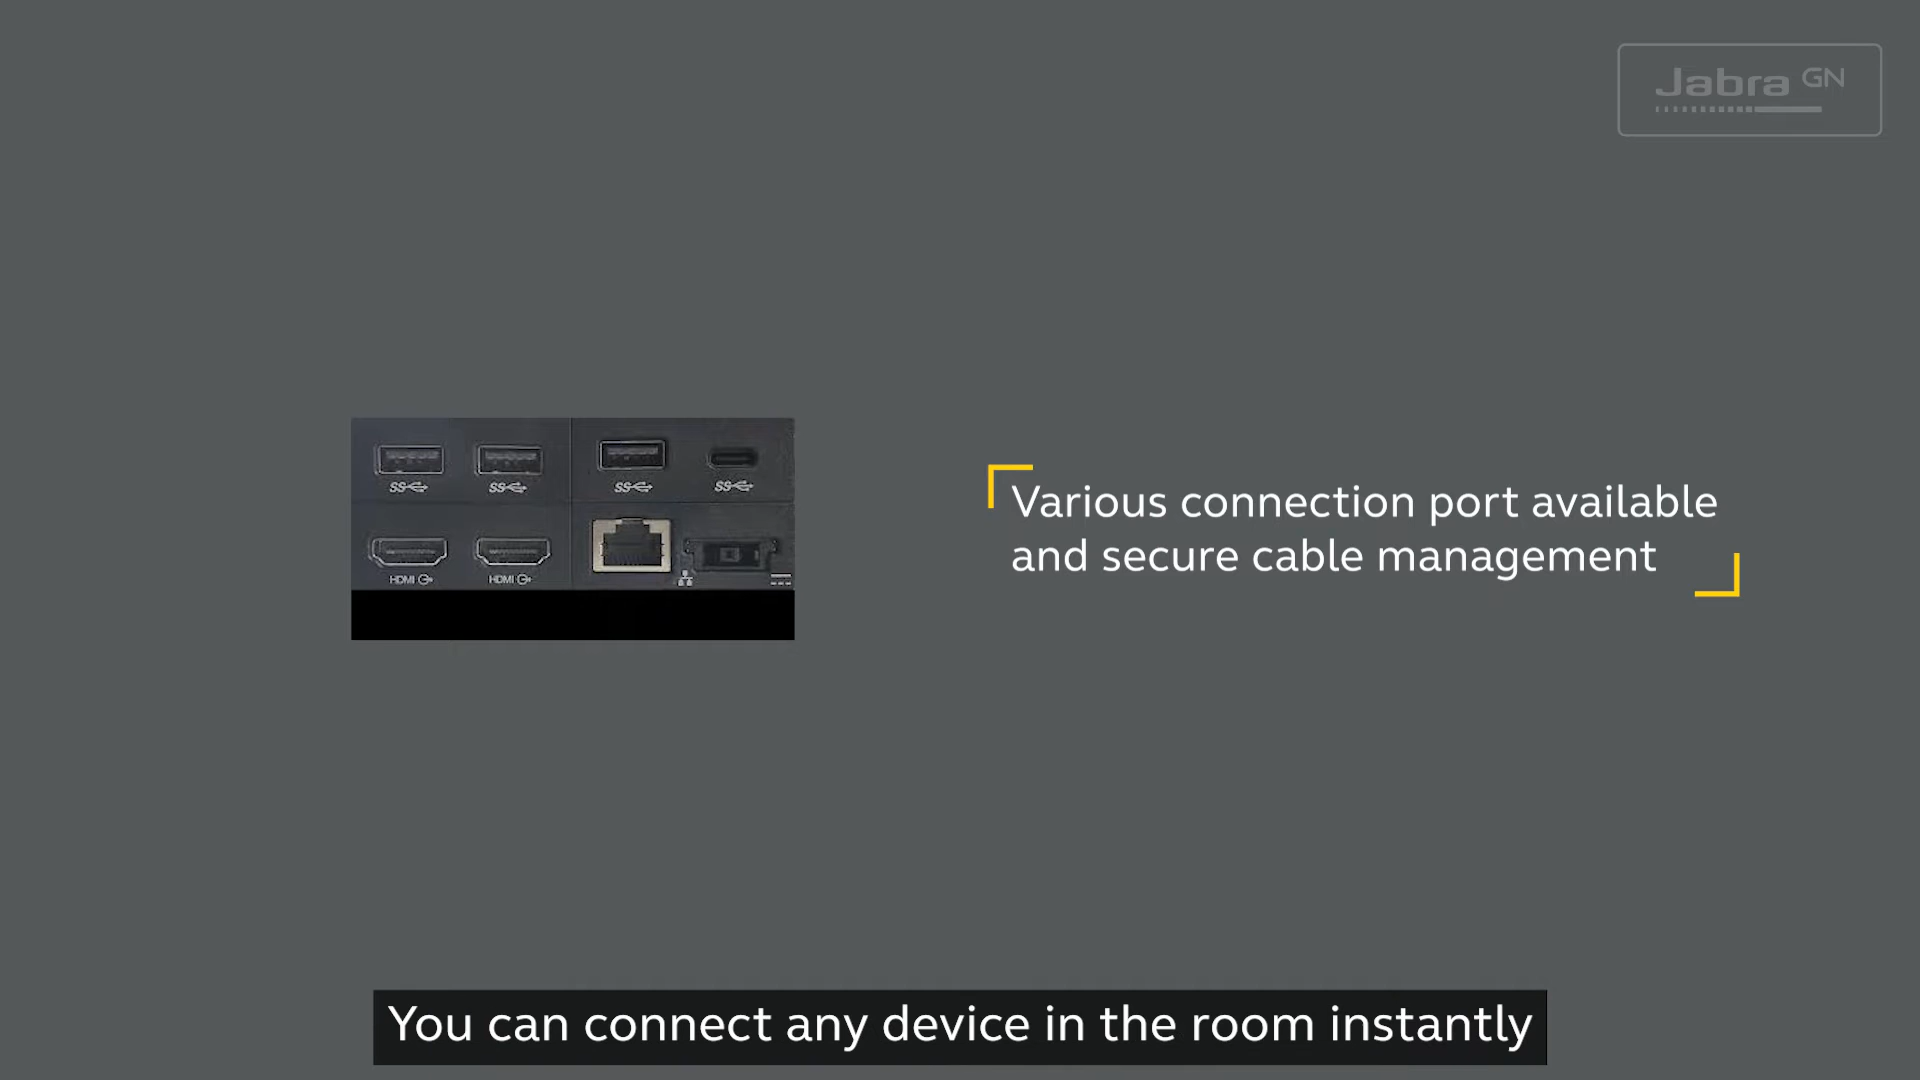 Jabra GN
SS SS SS SS
HDMI HDMI
Various connection port available
and secure cable management
You can connect any device in the room instantly